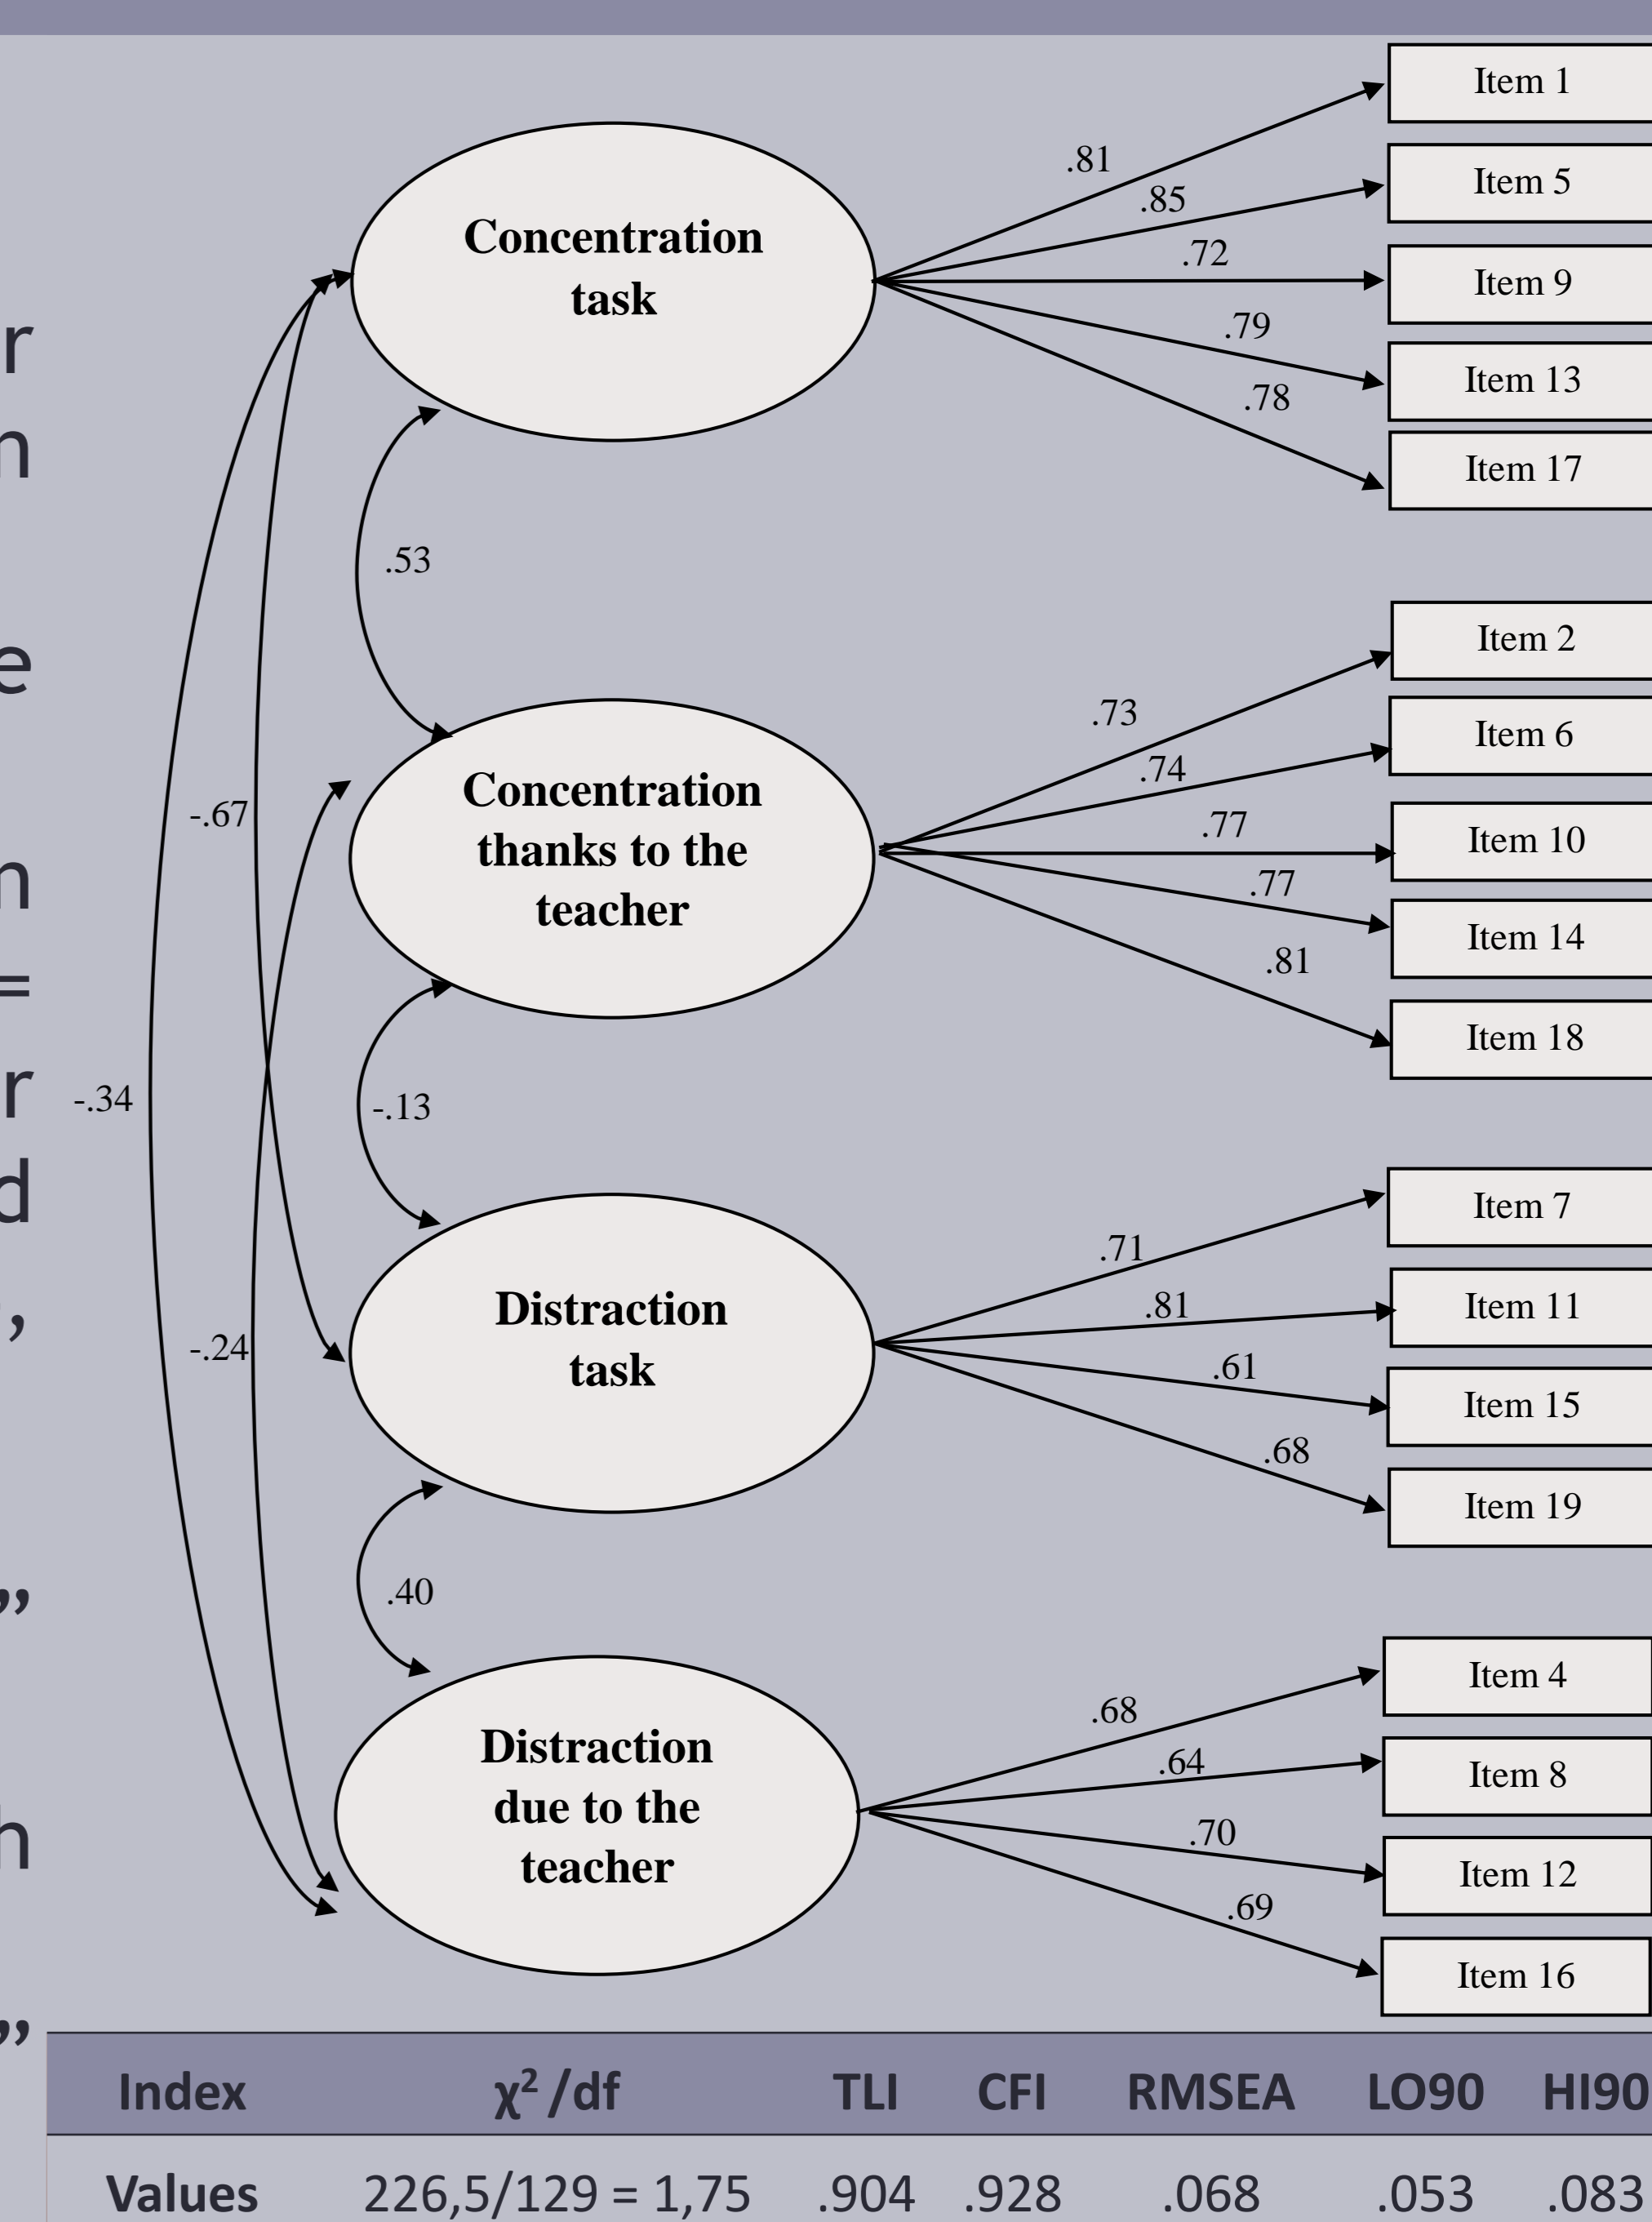 Item 1
.81
Item 5
.85
Concentration
task
.72
Item 9
.79
Item 13
.78
Item 17
.53
Item 2
.73
Item 6
.74
Concentration
thanks to the
teacher
.77
Item 10
.77
Item 14
.81
Item 18
-.67
-.34
-.13
Item 7
.71
Item 11
.81
Distraction
task
.61
Item 15
.68
Item 19
-.24
.40
Item 4
.68
Item 8
.64
Distraction
due to the
teacher
.70
Item 12
.69
Item 16
r
n
e
n
=
r
d
,
”
h
”
Index χ² /df TLI CFI RMSEA LO90 HI90
Values 226,5/129 = 1,75 .904 .928 .068 .053 .083